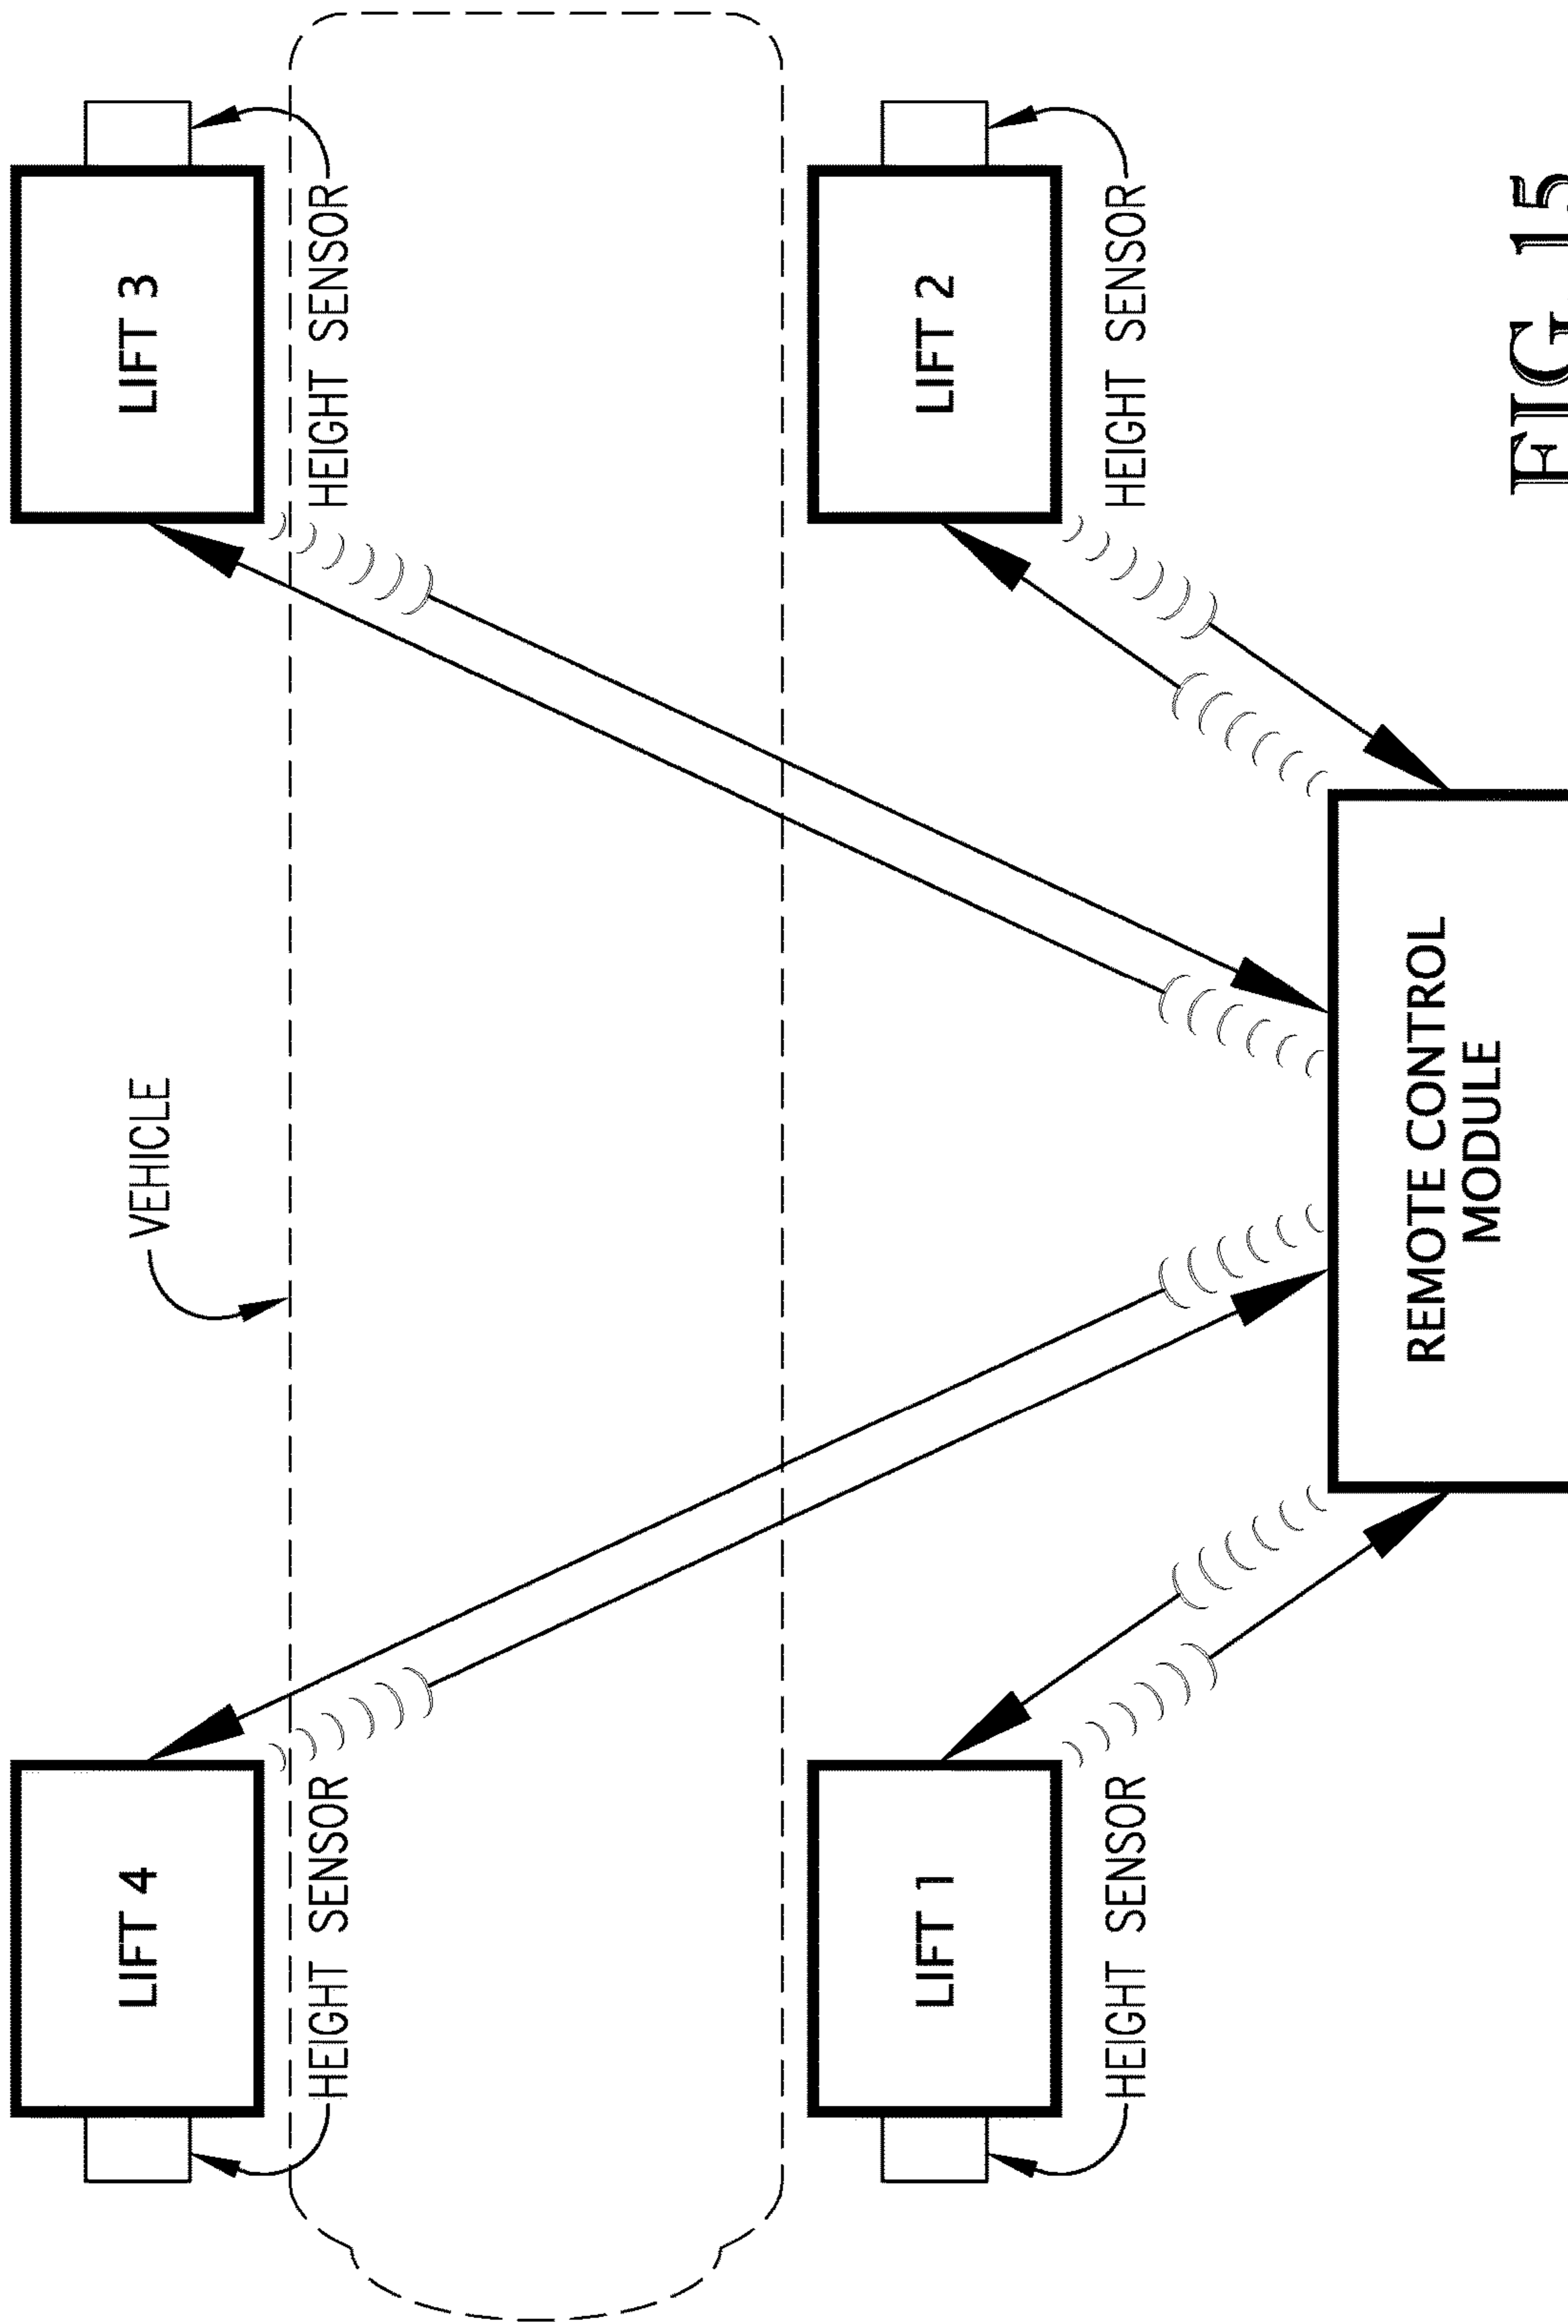 VEHICLE
LIFT 4
LIFT 3
HEIGHT SENSOR
HEIGHT SENSOR
LIFT 1
LIFT 2
HEIGHT SENSOR
HEIGHT SENSOR
REMOTE CONTROL
MODULE
FIG 15